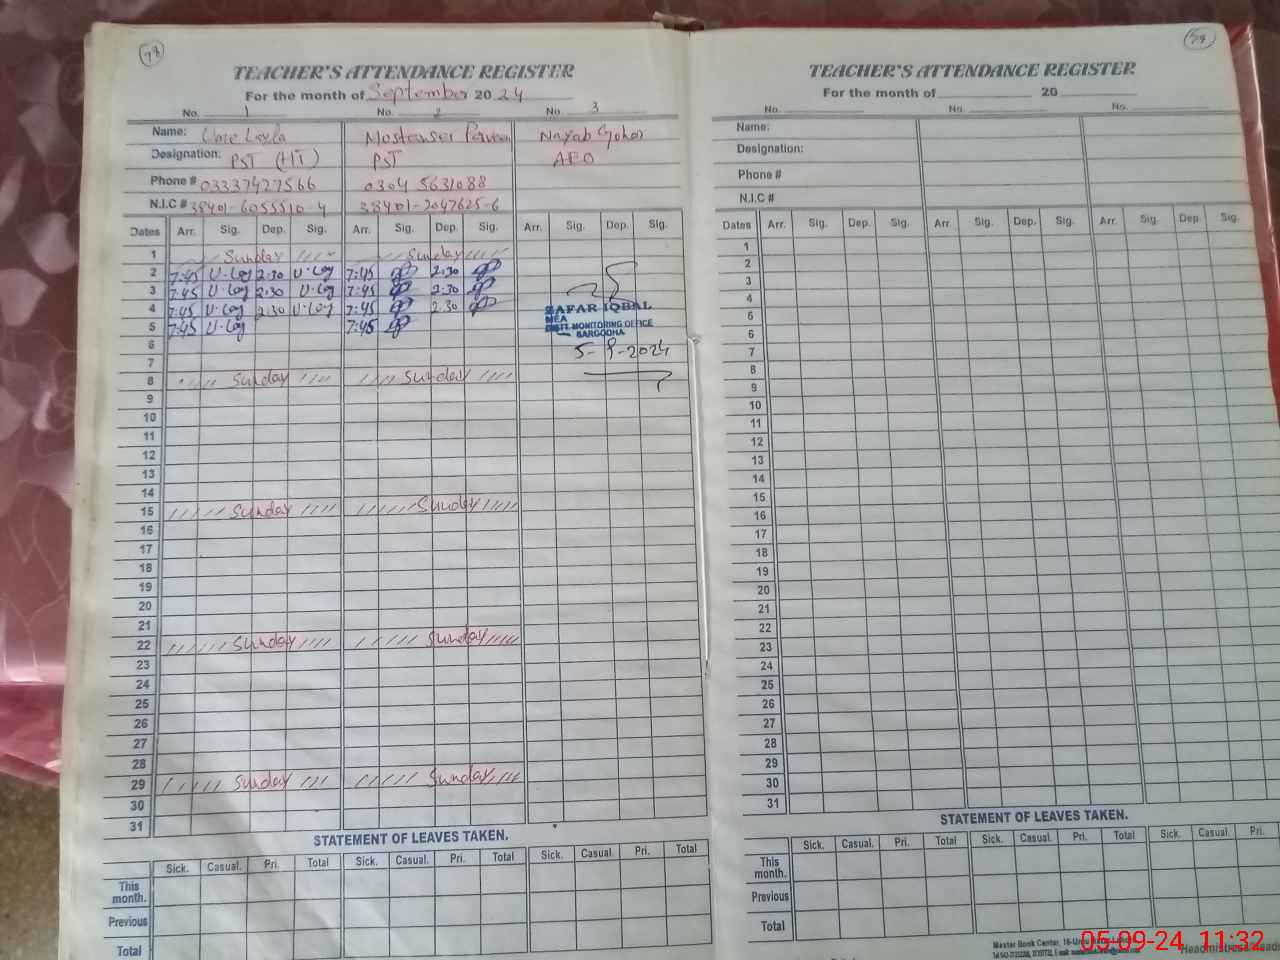 78
TEACHER'S ATTENDANCE REGISTER
For the month of September 2024
No. 1 No. 2 No. 3
Name: Ume Layla Mostenser Perveen Nayab Gohar
Designation: PST (HT) PST AEO
Phone # 03337427566 0304 5631088
N.I.C # 38401-6055510-4 38401-2047625-6
Dates Arr. Sig. Dep. Sig. Arr. Sig. Dep. Sig. Arr. Sig. Dep. Sig.
1 Sunday Sunday
2 7:45 2:30 7:45 2:30
3 7:45 2:30 7:45 2:30
4 7:45 2:30 7:45 2:30
5 7:45 7:45
ZAFAR IQBAL
MEA
DISTT. MONITORING OFFICE
SARGODHA
5-9-2024
6
7
8 Sunday Sunday
9
10
11
12
13
14
15 Sunday Sunday
16
17
18
19
20
21
22 Sunday Sunday
23
24
25
26
27
28
29 Sunday Sunday
30
31
STATEMENT OF LEAVES TAKEN.
Sick. Casual. Pri. Total Sick. Casual. Pri. Total Sick. Casual. Pri. Total
This month.
Previous
Total
79
TEACHER'S ATTENDANCE REGISTER
For the month of 20
No. No. No.
Name:
Designation:
Phone #
N.I.C #
Dates Arr. Sig. Dep. Sig. Arr. Sig. Dep. Sig. Arr. Sig. Dep. Sig.
1
2
3
4
5
6
7
8
9
10
11
12
13
14
15
16
17
18
19
20
21
22
23
24
25
26
27
28
29
30
31
STATEMENT OF LEAVES TAKEN.
Sick. Casual. Pri. Total Sick. Casual. Pri. Total Sick. Casual. Pri.
This month.
Previous
Total
Master Book Center, 16-Urdu
Headmistress/Heads
05-09-24 11:32